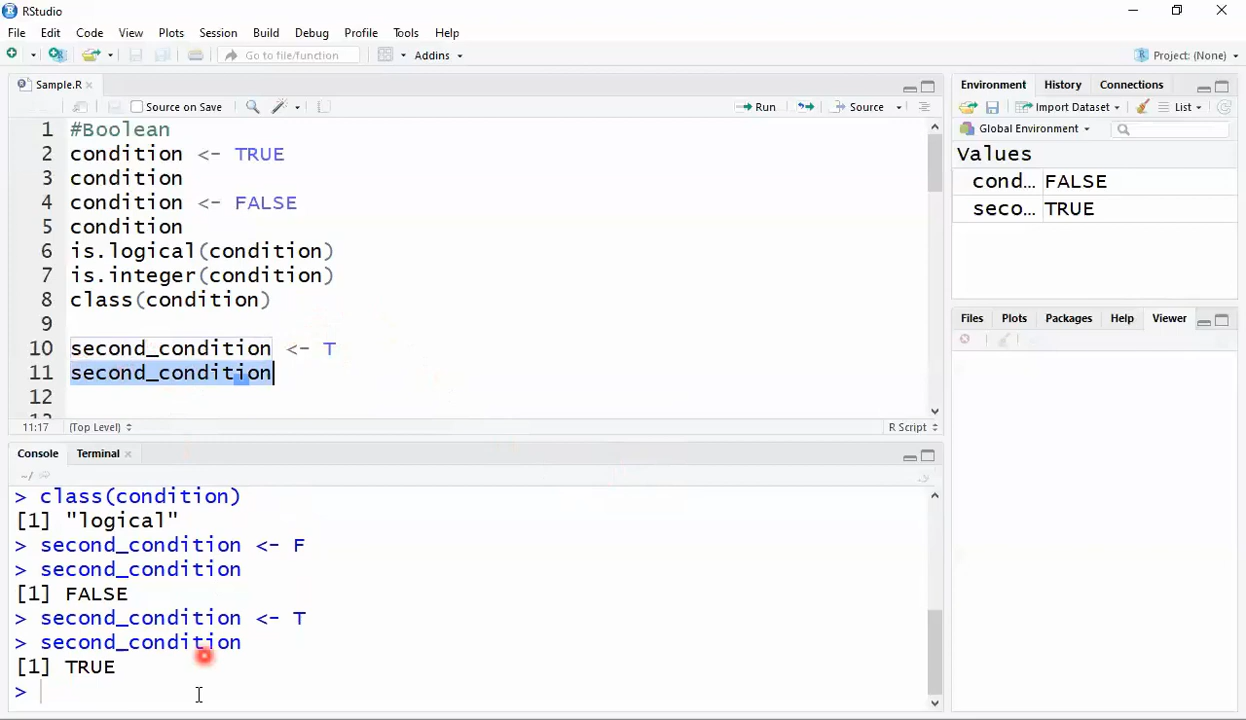 RStudio
File Edit Code View Plots Session Build Debug Profile Tools Help
Go to file/function Addins Project: (None)
Sample.R
Source on Save Run Source
1 #Boolean
2 condition <- TRUE
3 condition
4 condition <- FALSE
5 condition
6 is.logical(condition)
7 is.integer(condition)
8 class(condition)
9
10 second_condition <- T
11 second_condition
12
11:17 (Top Level) R Script
Console Terminal
~/
> class(condition)
[1] "logical"
> second_condition <- F
> second_condition
[1] FALSE
> second_condition <- T
> second_condition
[1] TRUE
>
Environment History Connections
Import Dataset List
Global Environment
Values
cond… FALSE
seco… TRUE
Files Plots Packages Help Viewer